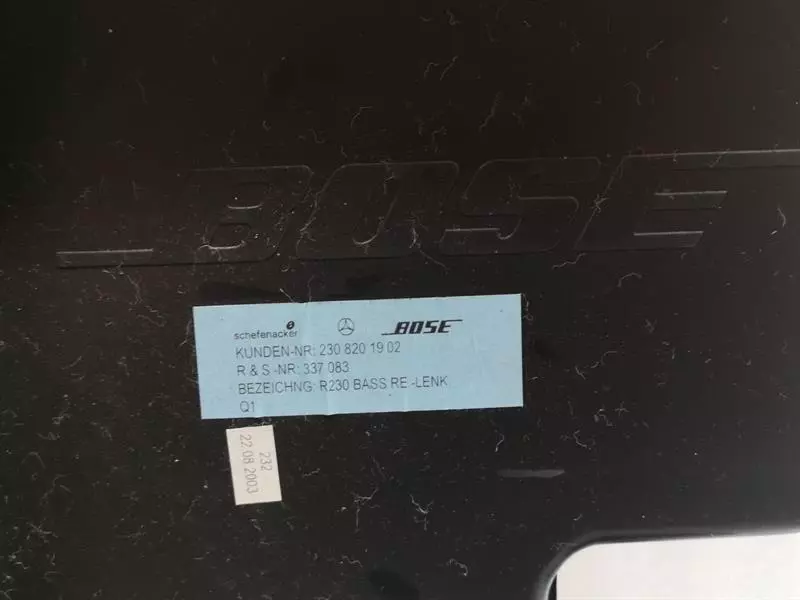 BOSE
schefenacker
BOSE
KUNDEN-NR: 230 820 19 02
R & S -NR: 337 083
BEZEICHNG: R230 BASS RE -LENK
Q1
232
22 08 2003